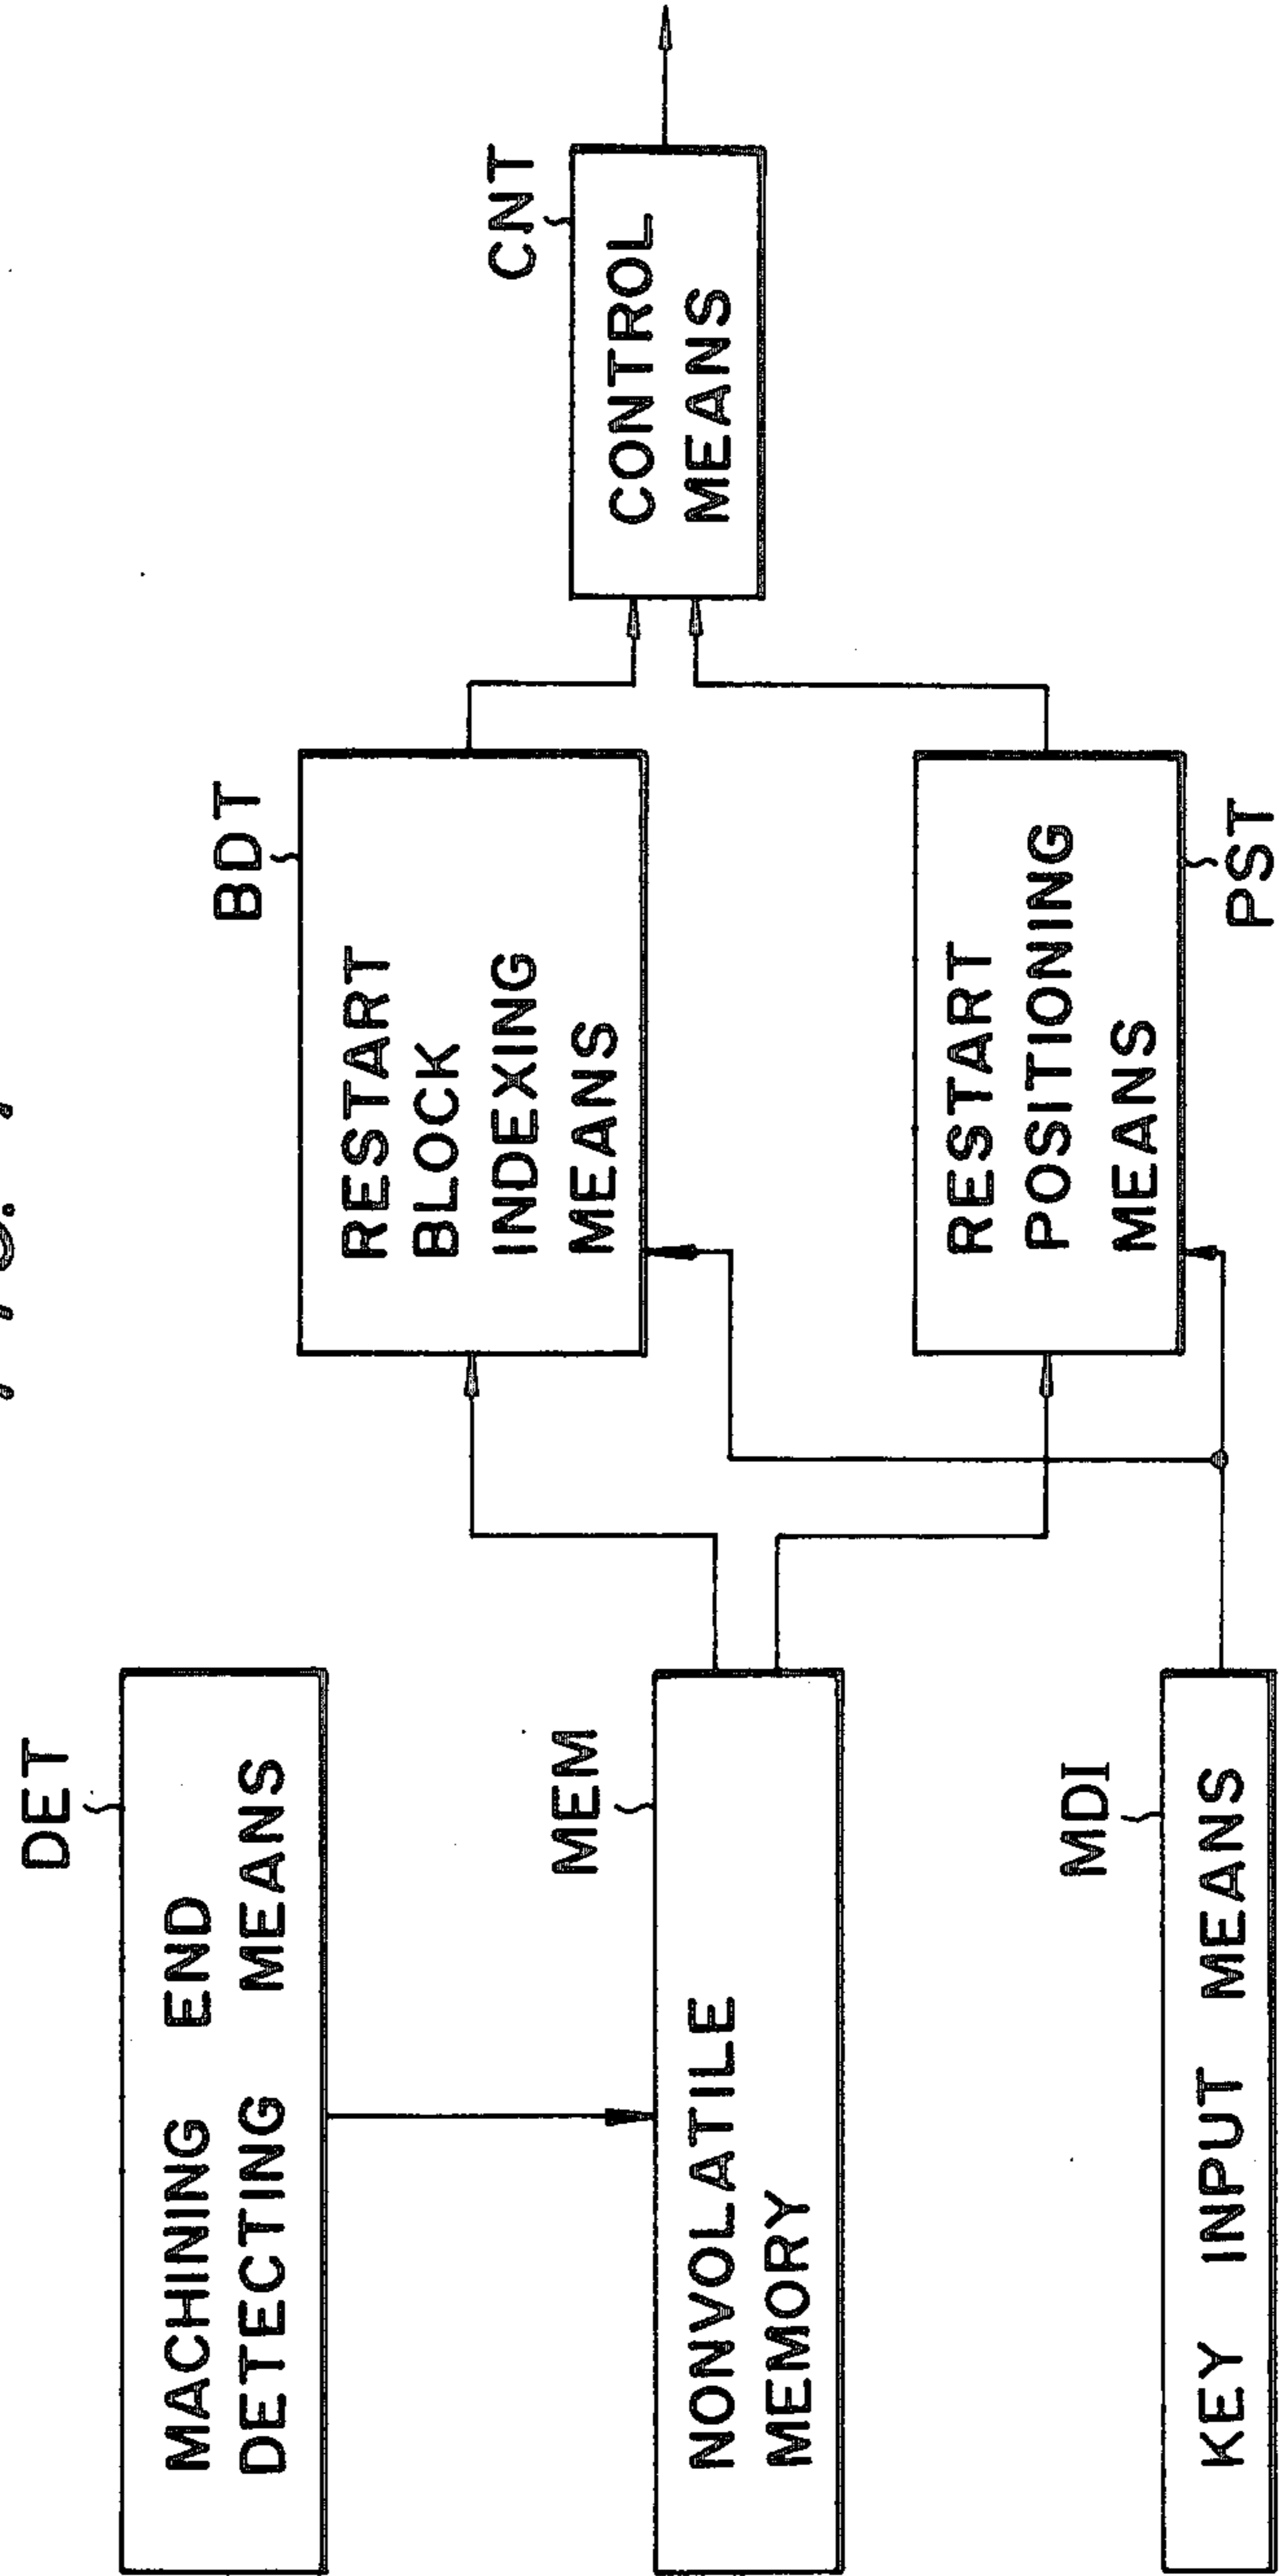 DET
MACHINING END
DETECTING MEANS
MEM
NONVOLATILE
MEMORY
MDI
KEY INPUT MEANS
BDT
RESTART
BLOCK
INDEXING
MEANS
RESTART
POSITIONING
MEANS
PST
CNT
CONTROL
MEANS